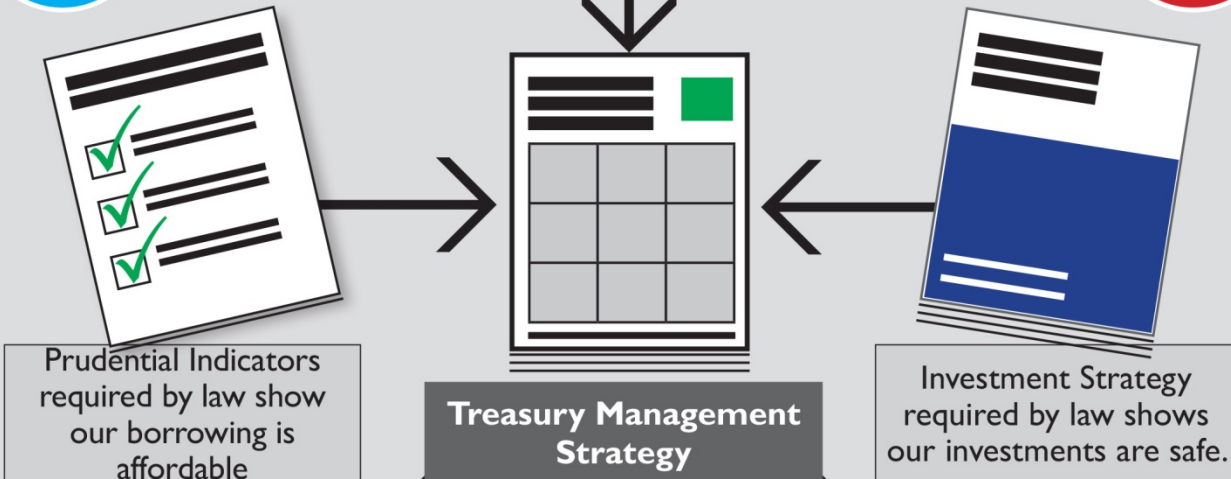 Prudential Indicators
required by law show
our borrowing is
affordable
Treasury Management
Strategy
Investment Strategy
required by law shows
our investments are safe.